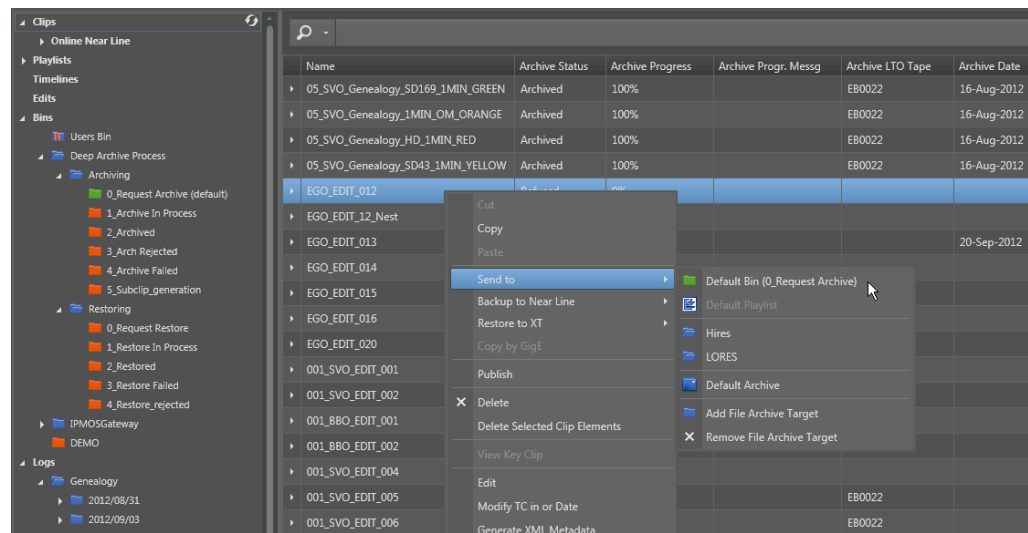 Clips
Online Near Line
Playlists
Timelines
Edits
Bins
Users Bin
Deep Archive Process
Archiving
0_Request Archive (default)
1_Archive In Process
2_Archived
3_Arch Rejected
4_Archive Failed
5_Subclip_generation
Restoring
0_Request Restore
1_Restore In Process
2_Restored
3_Restore Failed
4_Restore_rejected
IPMOSGateway
DEMO
Logs
Genealogy
2012/08/31
2012/09/03
Name Archive Status Archive Progress Archive Progr. Messg Archive LTO Tape Archive Date
05_SVO_Genealogy_SD169_1MIN_GREEN Archived 100% EB0022 16-Aug-2012
05_SVO_Genealogy_1MIN_OM_ORANGE Archived 100% EB0022 16-Aug-2012
05_SVO_Genealogy_HD_1MIN_RED Archived 100% EB0022 16-Aug-2012
05_SVO_Genealogy_SD43_1MIN_YELLOW Archived 100% EB0022 16-Aug-2012
EGO_EDIT_012 Refused 0%
EGO_EDIT_12_Nest
EGO_EDIT_013 20-Sep-2012
EGO_EDIT_014
EGO_EDIT_015
EGO_EDIT_016
EGO_EDIT_020
001_SVO_EDIT_001
001_SVO_EDIT_002
001_BBO_EDIT_001
001_BBO_EDIT_002
001_SVO_EDIT_004
001_SVO_EDIT_005 EB0022
001_SVO_EDIT_006 EB0022
Cut
Copy
Paste
Send to
Backup to Near Line
Restore to XT
Copy by GigE
Publish
Delete
Delete Selected Clip Elements
View Key Clip
Edit
Modify TC in or Date
Generate XML Metadata
Default Bin (0_Request Archive)
Default Playlist
Hires
LORES
Default Archive
Add File Archive Target
Remove File Archive Target